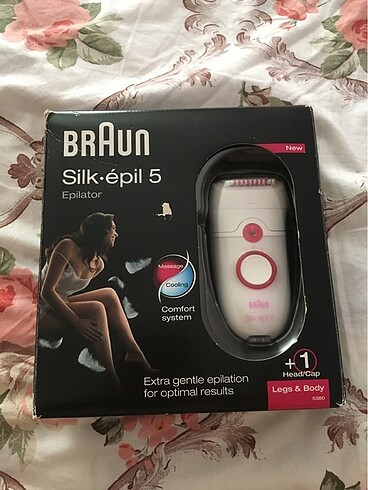 BRAUN
New
Silk·épil 5
Epilator
Massage
Cooling
Comfort
system
BRAUN
+1
Head/Cap
Extra gentle epilation
for optimal results
Legs & Body
5380